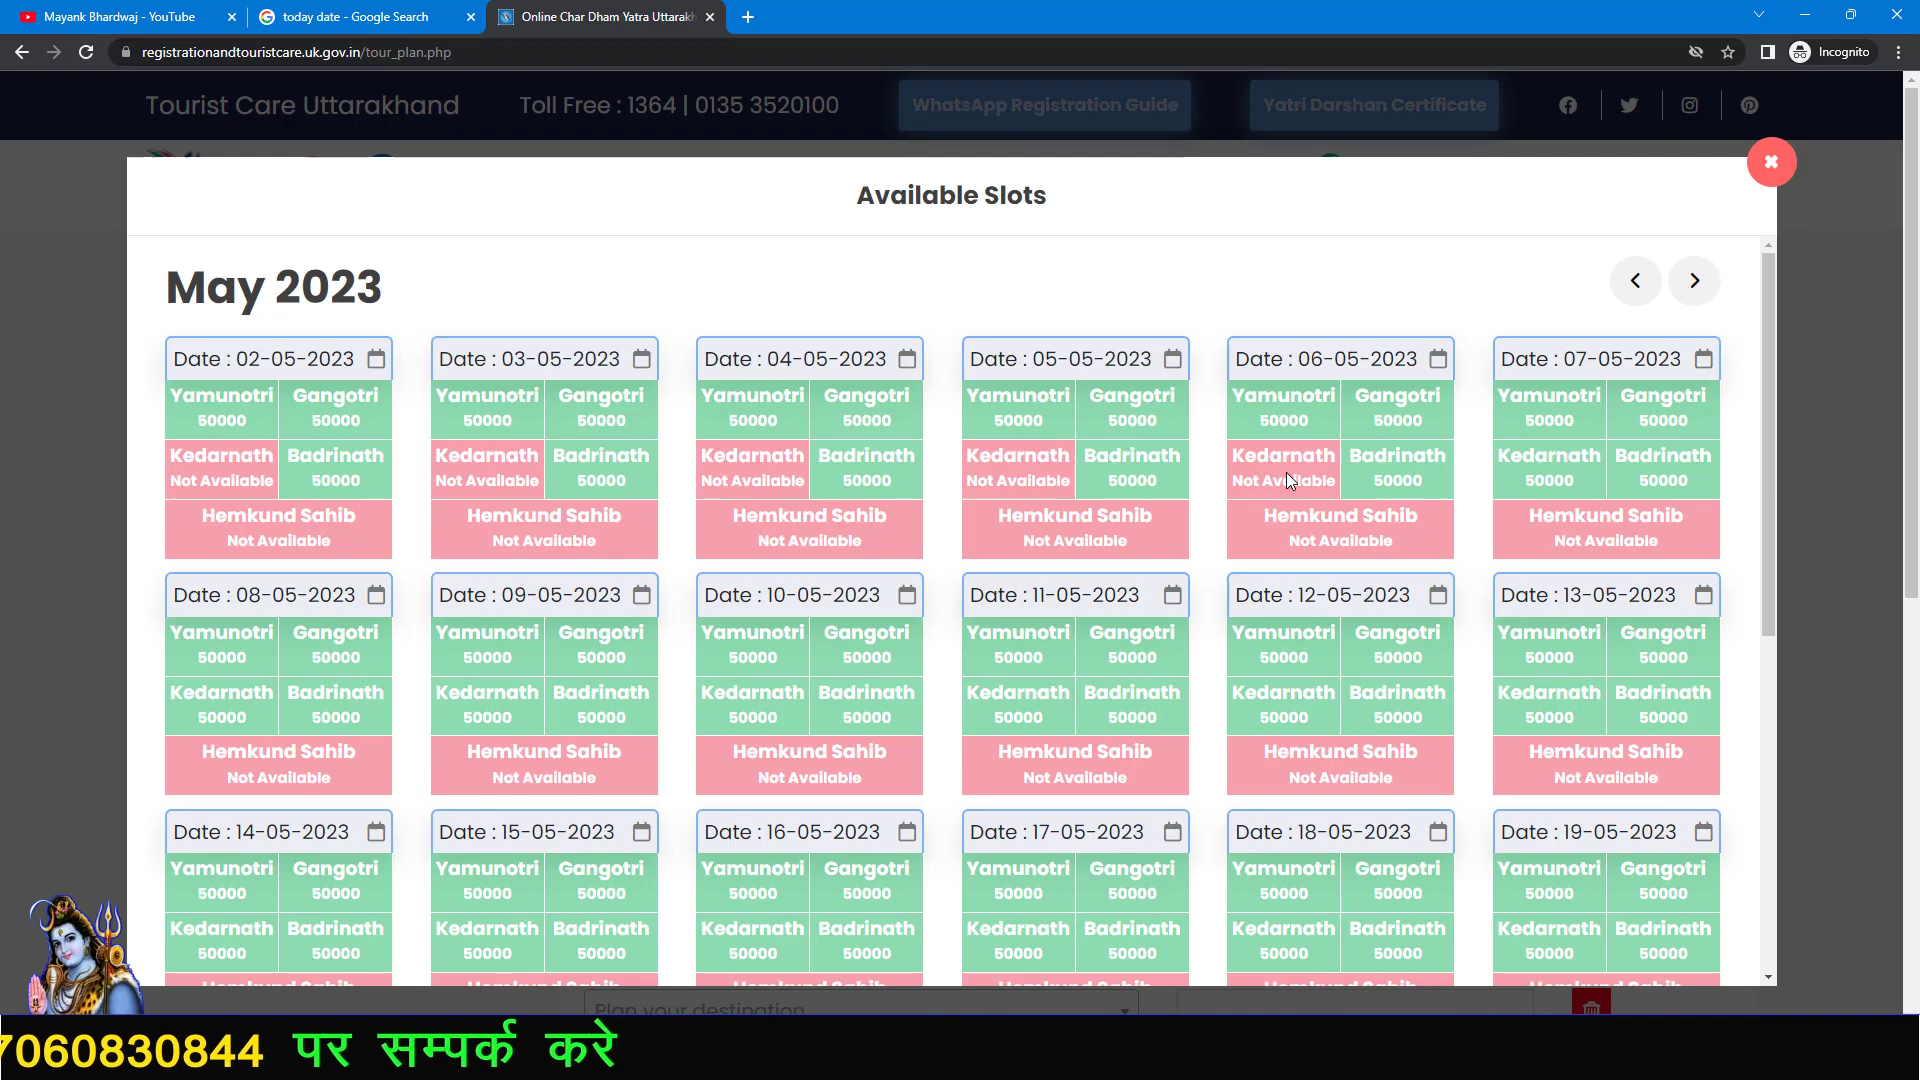 Mayank Bhardwaj - YouTube
today date - Google Search
Online Char Dham Yatra Uttarakh
registrationandtouristcare.uk.gov.in/tour_plan.php
Incognito
Tourist Care Uttarakhand
Toll Free : 1364 | 0135 3520100
WhatsApp Registration Guide
Yatri Darshan Certificate
Available Slots
May 2023
Date : 02-05-2023 Date : 03-05-2023 Date : 04-05-2023 Date : 05-05-2023 Date : 06-05-2023 Date : 07-05-2023
Yamunotri Gangotri Yamunotri Gangotri Yamunotri Gangotri Yamunotri Gangotri Yamunotri Gangotri Yamunotri Gangotri
50000 50000 50000 50000 50000 50000 50000 50000 50000 50000 50000 50000
Kedarnath Badrinath Kedarnath Badrinath Kedarnath Badrinath Kedarnath Badrinath Kedarnath Badrinath Kedarnath Badrinath
Not Available 50000 Not Available 50000 Not Available 50000 Not Available 50000 Not Available 50000 50000 50000
Hemkund Sahib Hemkund Sahib Hemkund Sahib Hemkund Sahib Hemkund Sahib Hemkund Sahib
Not Available Not Available Not Available Not Available Not Available Not Available
Date : 08-05-2023 Date : 09-05-2023 Date : 10-05-2023 Date : 11-05-2023 Date : 12-05-2023 Date : 13-05-2023
Yamunotri Gangotri Yamunotri Gangotri Yamunotri Gangotri Yamunotri Gangotri Yamunotri Gangotri Yamunotri Gangotri
50000 50000 50000 50000 50000 50000 50000 50000 50000 50000 50000 50000
Kedarnath Badrinath Kedarnath Badrinath Kedarnath Badrinath Kedarnath Badrinath Kedarnath Badrinath Kedarnath Badrinath
50000 50000 50000 50000 50000 50000 50000 50000 50000 50000 50000 50000
Hemkund Sahib Hemkund Sahib Hemkund Sahib Hemkund Sahib Hemkund Sahib Hemkund Sahib
Not Available Not Available Not Available Not Available Not Available Not Available
Date : 14-05-2023 Date : 15-05-2023 Date : 16-05-2023 Date : 17-05-2023 Date : 18-05-2023 Date : 19-05-2023
Yamunotri Gangotri Yamunotri Gangotri Yamunotri Gangotri Yamunotri Gangotri Yamunotri Gangotri Yamunotri Gangotri
50000 50000 50000 50000 50000 50000 50000 50000 50000 50000 50000 50000
Kedarnath Badrinath Kedarnath Badrinath Kedarnath Badrinath Kedarnath Badrinath Kedarnath Badrinath Kedarnath Badrinath
50000 50000 50000 50000 50000 50000 50000 50000 50000 50000 50000 50000
Plan your destination
7060830844 पर सम्पर्क करे